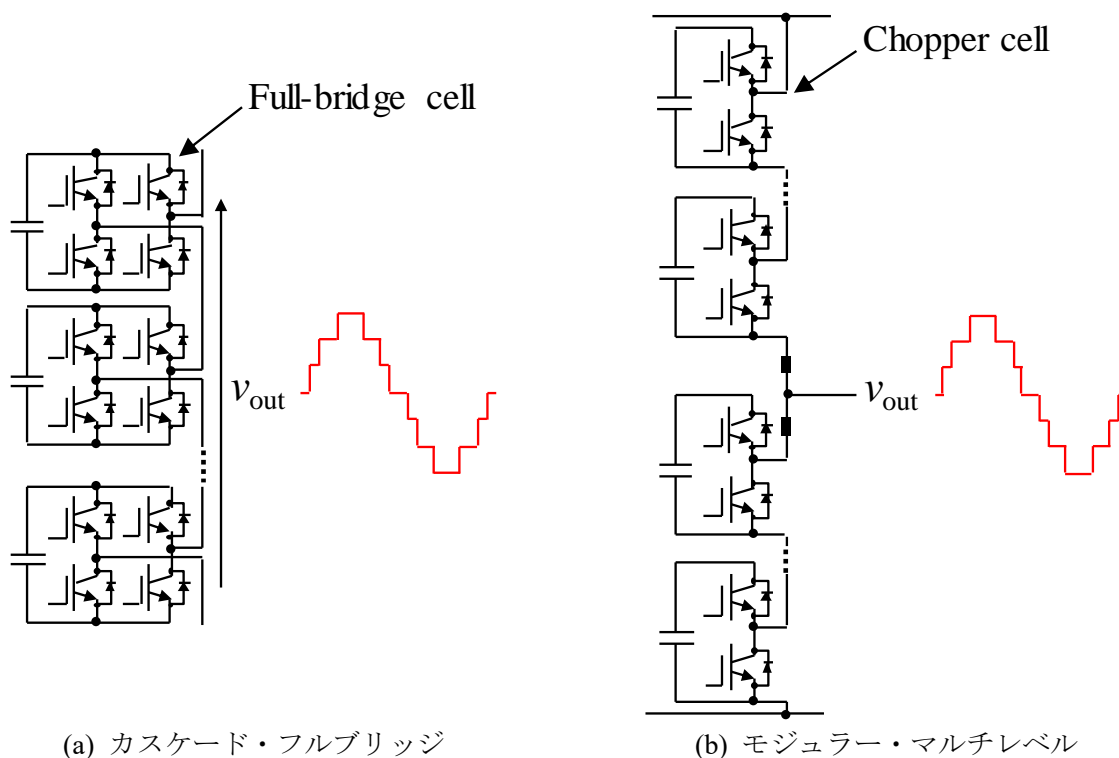 Full-bridge cell
v_out
(a) カスケード・フルブリッジ
Chopper cell
v_out
(b) モジュラー・マルチレベル